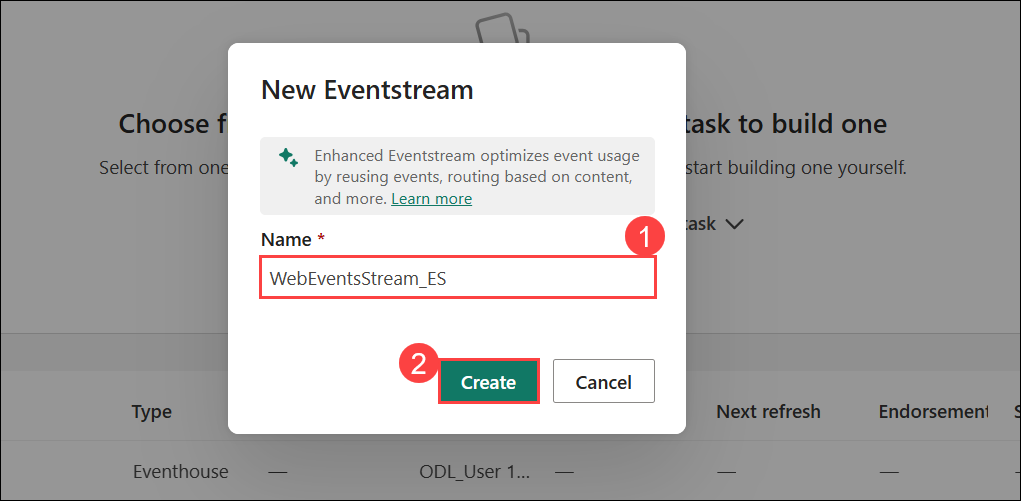 New Eventstream
Choose f
task to build one
Enhanced Eventstream optimizes event usage
Select from one
by reusing events, routing based on content,
start building one yourself.
and more. Learn more
ask
Name *
1
WebEventsStream_ES
2
Create
Cancel
Type
Next refresh
Endorsement
S
Eventhouse
—
ODL_User 1...
—
—
—
—